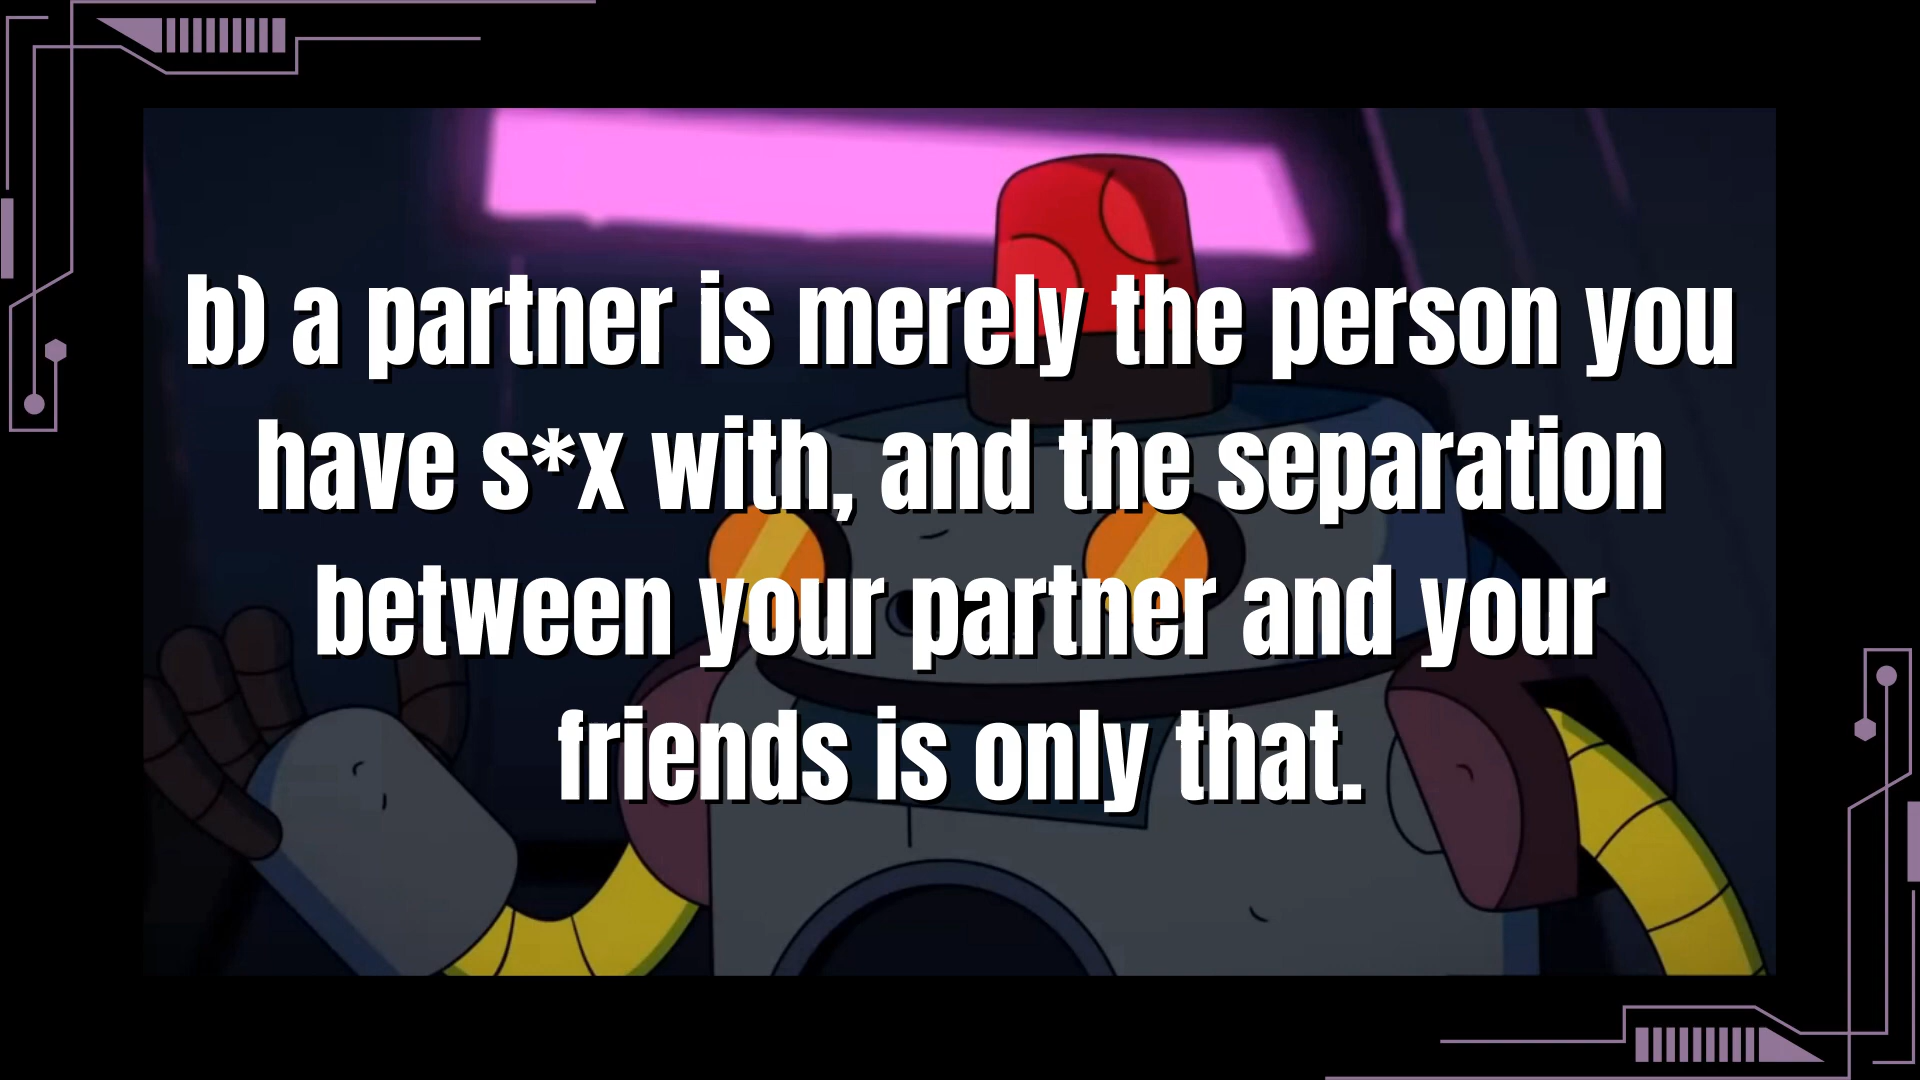 b) a partner is merely the person you
have s*x with, and the separation
between your partner and your
friends is only that.